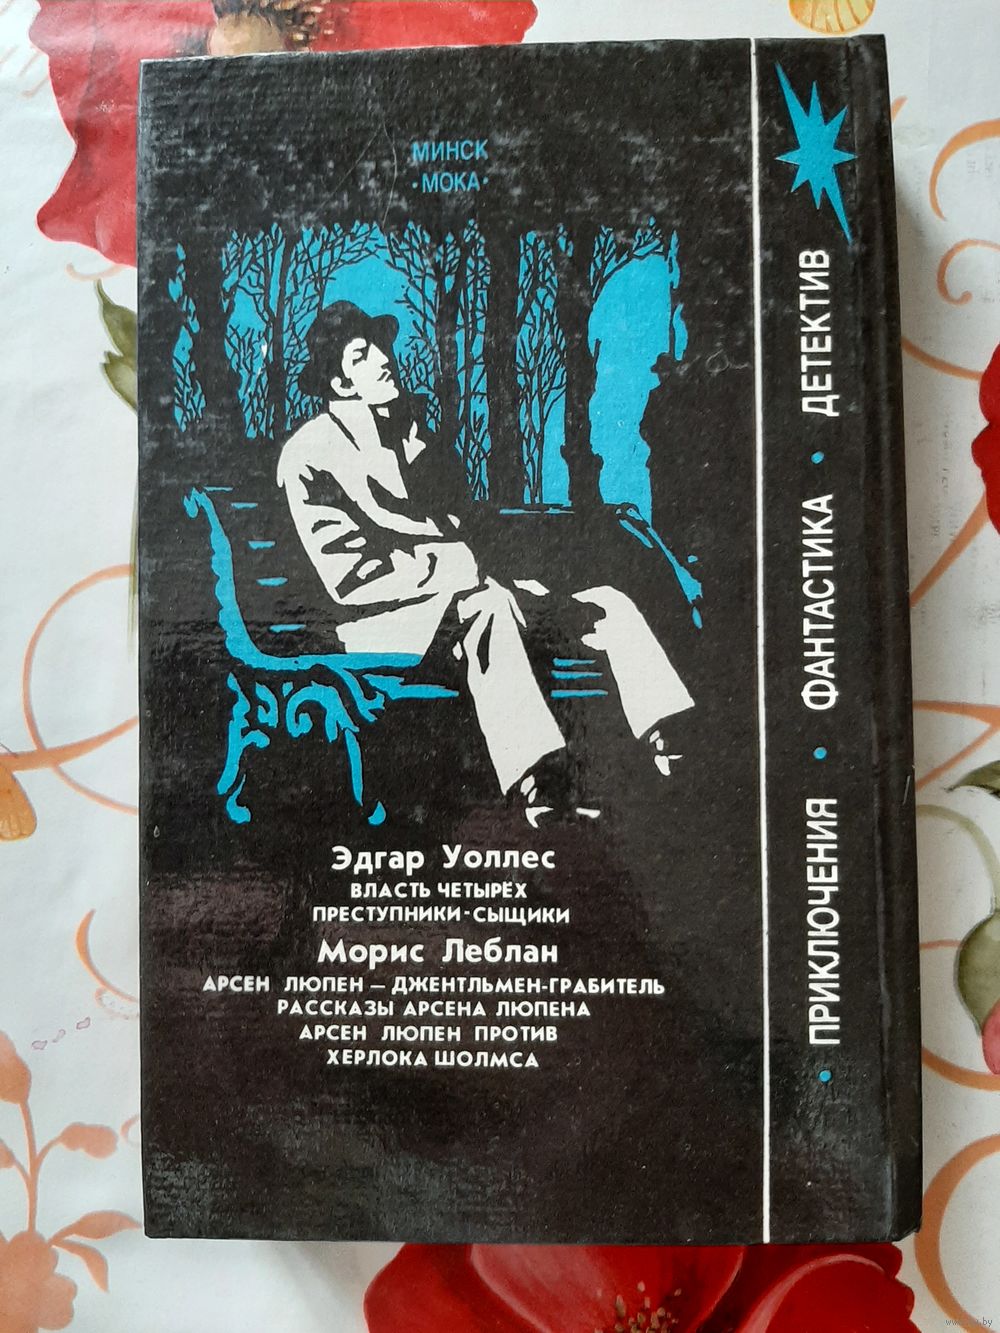 МИНСК
·МОКА·
Эдгар Уоллес
ВЛАСТЬ ЧЕТЫРЕХ
ПРЕСТУПНИКИ-СЫЩИКИ
Морис Леблан
АРСЕН ЛЮПЕН — ДЖЕНТЛЬМЕН-ГРАБИТЕЛЬ
РАССКАЗЫ АРСЕНА ЛЮПЕНА
АРСЕН ЛЮПЕН ПРОТИВ
ХЕРЛОКА ШОЛМСА
· ПРИКЛЮЧЕНИЯ · ФАНТАСТИКА · ДЕТЕКТИВ